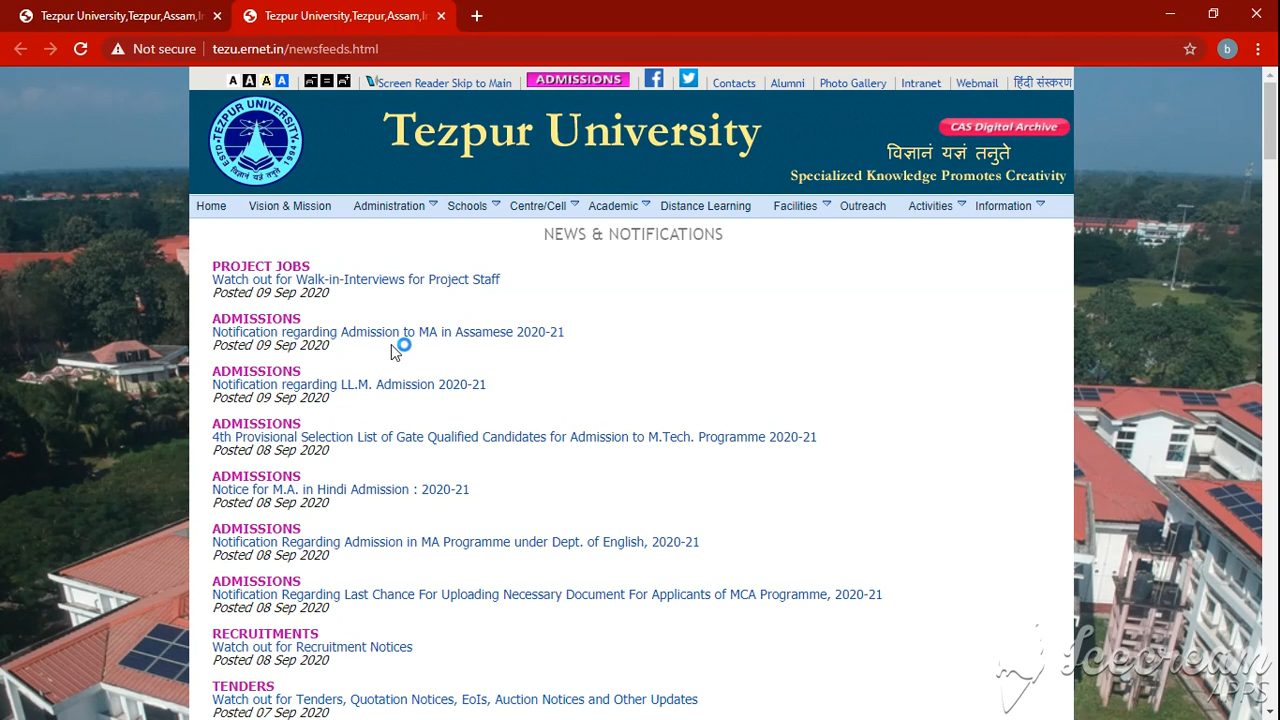 Tezpur University,Tezpur,Assam,I
Tezpur University,Tezpur,Assam,I
Not secure
tezu.ernet.in/newsfeeds.html
b
A A A A
Screen Reader Skip to Main
ADMISSIONS
Contacts
Alumni
Photo Gallery
Intranet
Webmail
हिंदी संस्करण
TEZPUR UNIVERSITY
ESTD. 1994
Tezpur University
CAS Digital Archive
विज्ञानं यज्ञं तनुते
Specialized Knowledge Promotes Creativity
Home
Vision & Mission
Administration
Schools
Centre/Cell
Academic
Distance Learning
Facilities
Outreach
Activities
Information
NEWS & NOTIFICATIONS
PROJECT JOBS
Watch out for Walk-in-Interviews for Project Staff
Posted 09 Sep 2020
ADMISSIONS
Notification regarding Admission to MA in Assamese 2020-21
Posted 09 Sep 2020
ADMISSIONS
Notification regarding LL.M. Admission 2020-21
Posted 09 Sep 2020
ADMISSIONS
4th Provisional Selection List of Gate Qualified Candidates for Admission to M.Tech. Programme 2020-21
Posted 08 Sep 2020
ADMISSIONS
Notice for M.A. in Hindi Admission : 2020-21
Posted 08 Sep 2020
ADMISSIONS
Notification Regarding Admission in MA Programme under Dept. of English, 2020-21
Posted 08 Sep 2020
ADMISSIONS
Notification Regarding Last Chance For Uploading Necessary Document For Applicants of MCA Programme, 2020-21
Posted 08 Sep 2020
RECRUITMENTS
Watch out for Recruitment Notices
Posted 08 Sep 2020
TENDERS
Watch out for Tenders, Quotation Notices, EoIs, Auction Notices and Other Updates
Posted 07 Sep 2020
Icecream
APPS